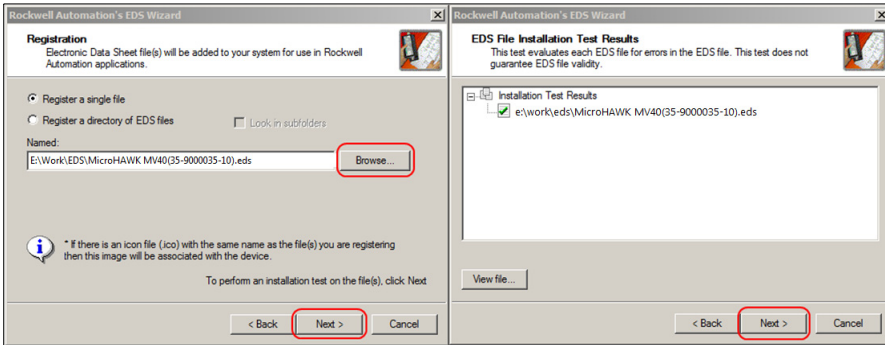 Rockwell Automation's EDS Wizard
Registration
Electronic Data Sheet file(s) will be added to your system for use in Rockwell
Automation applications.
Register a single file
Register a directory of EDS files
Look in subfolders
Named:
E:\Work\EDS\MicroHAWK MV40(35-9000035-10).eds
Browse...
* If there is an icon file (.ico) with the same name as the file(s) you are registering
then this image will be associated with the device.
To perform an installation test on the file(s), click Next
< Back
Next >
Cancel
Rockwell Automation's EDS Wizard
EDS File Installation Test Results
This test evaluates each EDS file for errors in the EDS file. This test does not
guarantee EDS file validity.
Installation Test Results
e:\work\eds\MicroHAWK MV40(35-9000035-10).eds
View file...
< Back
Next >
Cancel